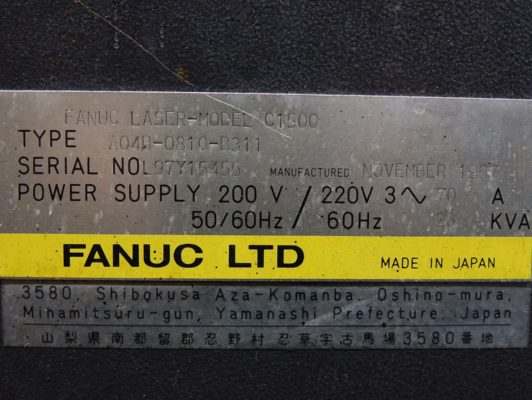 FANUC LASER-MODEL C1500
TYPE A04B-0810-B311
SERIAL NO. L97Y15455 MANUFACTURED NOVEMBER 1997
POWER SUPPLY 200 V / 220V 3~ 70 A
50/60Hz / 60Hz KVA
FANUC LTD MADE IN JAPAN
3580, Shibokusa Aza-Komanba, Oshino-mura,
Minamitsuru-gun, Yamanashi Prefecture, Japan
山梨県南都留郡忍野村忍草字古馬場3580番地